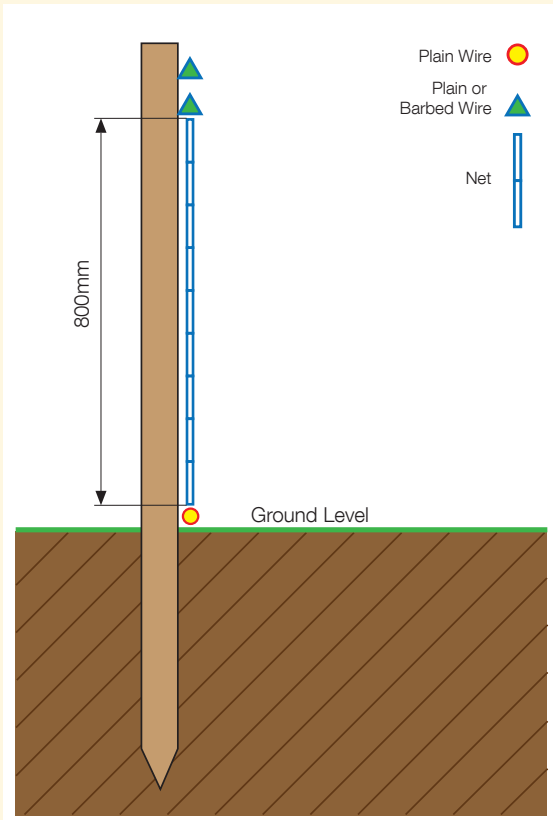 Plain Wire
Plain or
Barbed Wire
Net
800mm
Ground Level